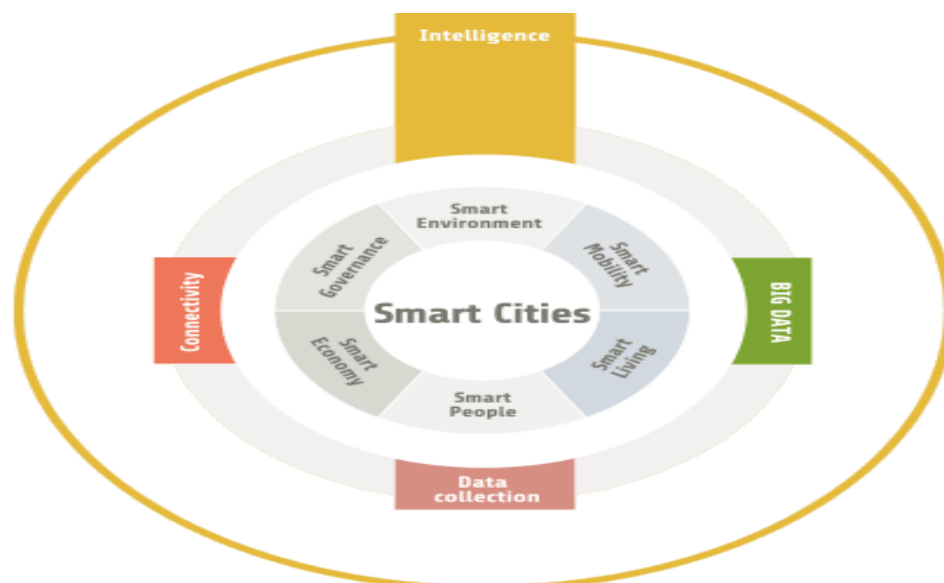 Intelligence
Smart
Environment
Smart
Governance
Smart
Mobility
Connectivity
Smart Cities
BIG DATA
Smart
Economy
Smart
Living
Smart
People
Data
collection